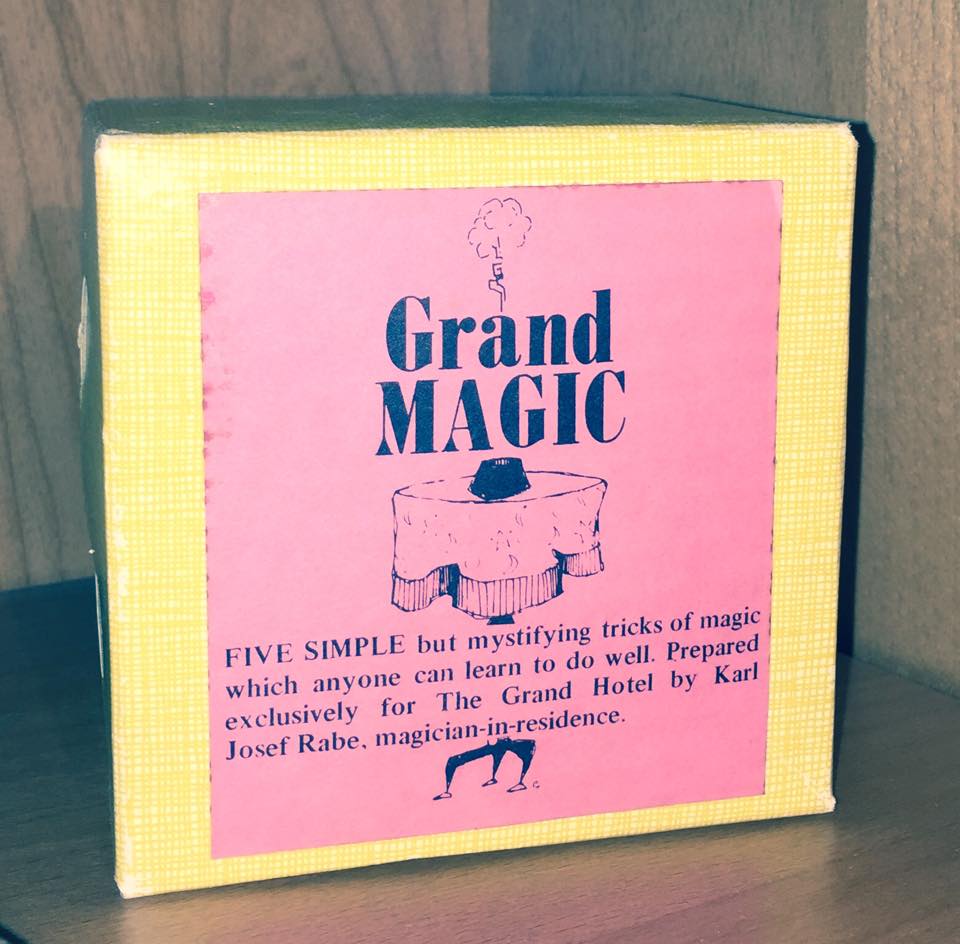 Grand
MAGIC
FIVE SIMPLE but mystifying tricks of magic
which anyone can learn to do well. Prepared
exclusively for The Grand Hotel by Karl
Josef Rabe, magician-in-residence.